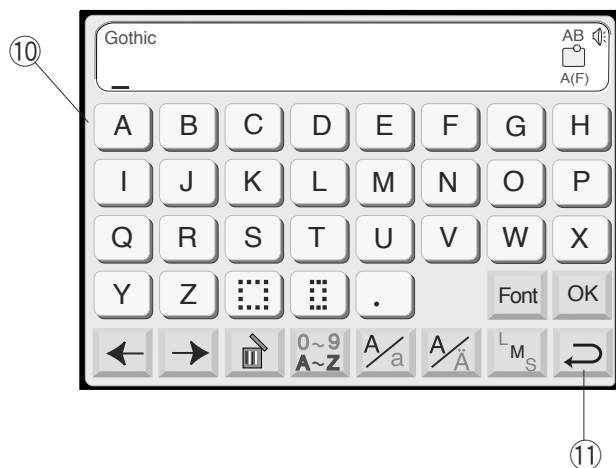 Gothic AB
A(F)
⑩
A B C D E F G H
I J K L M N O P
Q R S T U V W X
Y Z . Font OK
0~9 A/a A/Ä L M S
A~Z
⑪